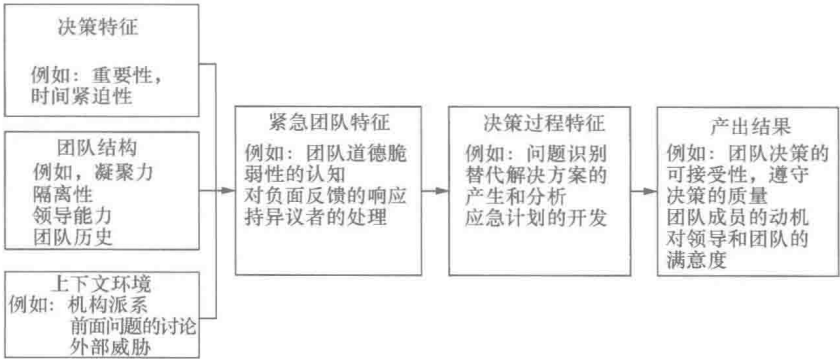 决策特征
例如：重要性，
时间紧迫性
团队结构
例如，凝聚力
隔离性
领导能力
团队历史
上下文环境
例如：机构派系
前面问题的讨论
外部威胁
紧急团队特征
例如：团队道德脆
弱性的认知
对负面反馈的响应
持异议者的处理
决策过程特征
例如：问题识别
替代解决方案的
产生和分析
应急计划的开发
产出结果
例如：团队决策的
可接受性，遵守
决策的质量
团队成员的动机
对领导和团队的
满意度